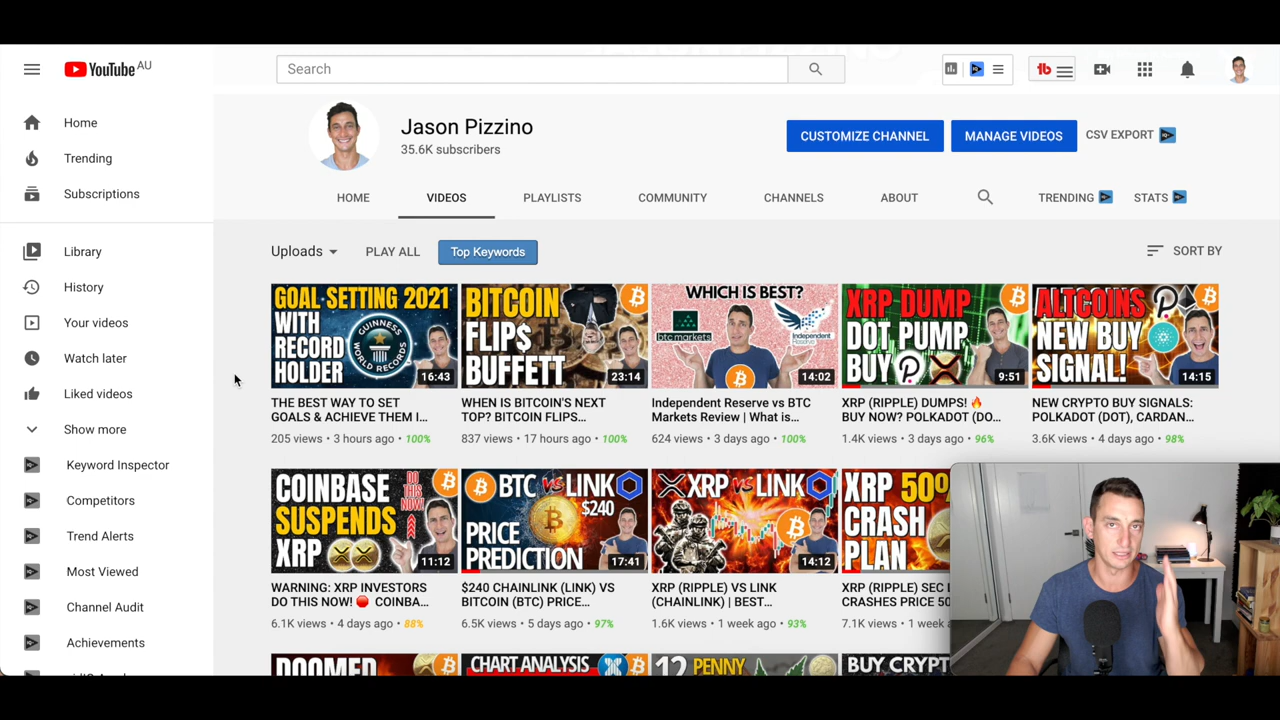 YouTube AU
Search
Home
Trending
Subscriptions
Library
History
Your videos
Watch later
Liked videos
Show more
Keyword Inspector
Competitors
Trend Alerts
Most Viewed
Channel Audit
Achievements
Jason Pizzino
35.6K subscribers
CUSTOMIZE CHANNEL
MANAGE VIDEOS
CSV EXPORT
HOME
VIDEOS
PLAYLISTS
COMMUNITY
CHANNELS
ABOUT
TRENDING
STATS
Uploads
PLAY ALL
Top Keywords
SORT BY
GOAL SETTING 2021
WITH
RECORD
HOLDER
GUINNESS
WORLD RECORDS
16:43
THE BEST WAY TO SET
GOALS & ACHIEVE THEM I...
205 views • 3 hours ago • 100%
BITCOIN
FLIP$
BUFFETT
23:14
WHEN IS BITCOIN'S NEXT
TOP? BITCOIN FLIPS...
837 views • 17 hours ago • 100%
WHICH IS BEST?
btc markets
Independent
Reserve
14:02
Independent Reserve vs BTC
Markets Review | What is...
624 views • 3 days ago • 100%
XRP DUMP
DOT PUMP
BUY
9:51
XRP (RIPPLE) DUMPS! 🔥
BUY NOW? POLKADOT (DO...
1.4K views • 3 days ago • 96%
ALTCOINS
NEW BUY
SIGNAL!
14:15
NEW CRYPTO BUY SIGNALS:
POLKADOT (DOT), CARDAN...
3.6K views • 4 days ago • 98%
COINBASE
SUSPENDS
XRP
DO
THIS
NOW!
11:12
WARNING: XRP INVESTORS
DO THIS NOW! 🔴 COINBA...
6.1K views • 4 days ago • 88%
BTC VS LINK
$240
PRICE
PREDICTION
17:41
$240 CHAINLINK (LINK) VS
BITCOIN (BTC) PRICE...
6.5K views • 5 days ago • 97%
XRP VS LINK
14:12
XRP (RIPPLE) VS LINK
(CHAINLINK) | BEST...
1.6K views • 1 week ago • 93%
XRP 50%
CRASH
PLAN
XRP (RIPPLE) SEC
CRASHES PRICE 50
7.1K views • 1 week
DOOMED
CHART ANALYSIS
12 PENNY
BUY CRYPT